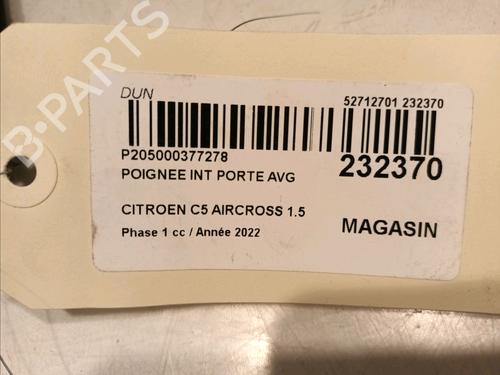 B-PARTS
DUN
52712701 232370
P205000377278
232370
POIGNEE INT PORTE AVG
CITROEN C5 AIRCROSS 1.5
Phase 1 cc / Année 2022
MAGASIN